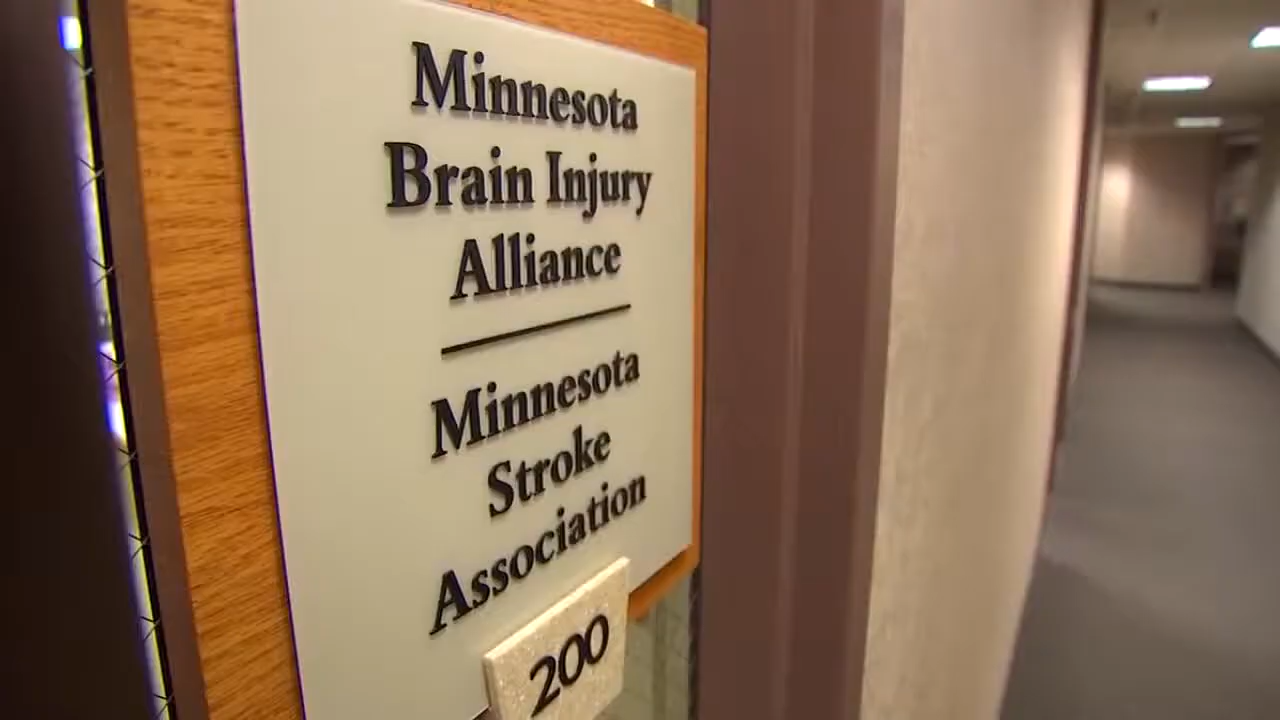 Minnesota
Brain Injury
Alliance
Minnesota
Stroke
Association
200